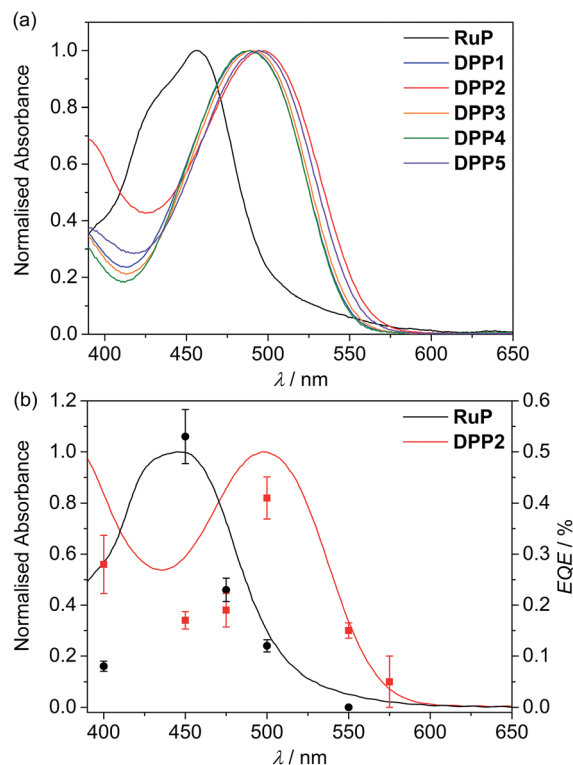 (a)
Normalised Absorbance
1.0
0.8
0.6
0.4
0.2
0.0
RuP
DPP1
DPP2
DPP3
DPP4
DPP5
400 450 500 550 600 650
λ / nm
(b)
Normalised Absorbance
1.2
1.0
0.8
0.6
0.4
0.2
0.0
RuP
DPP2
0.6
0.5
0.4
0.3
0.2
0.1
0.0
EQE / %
400 450 500 550 600 650
λ / nm